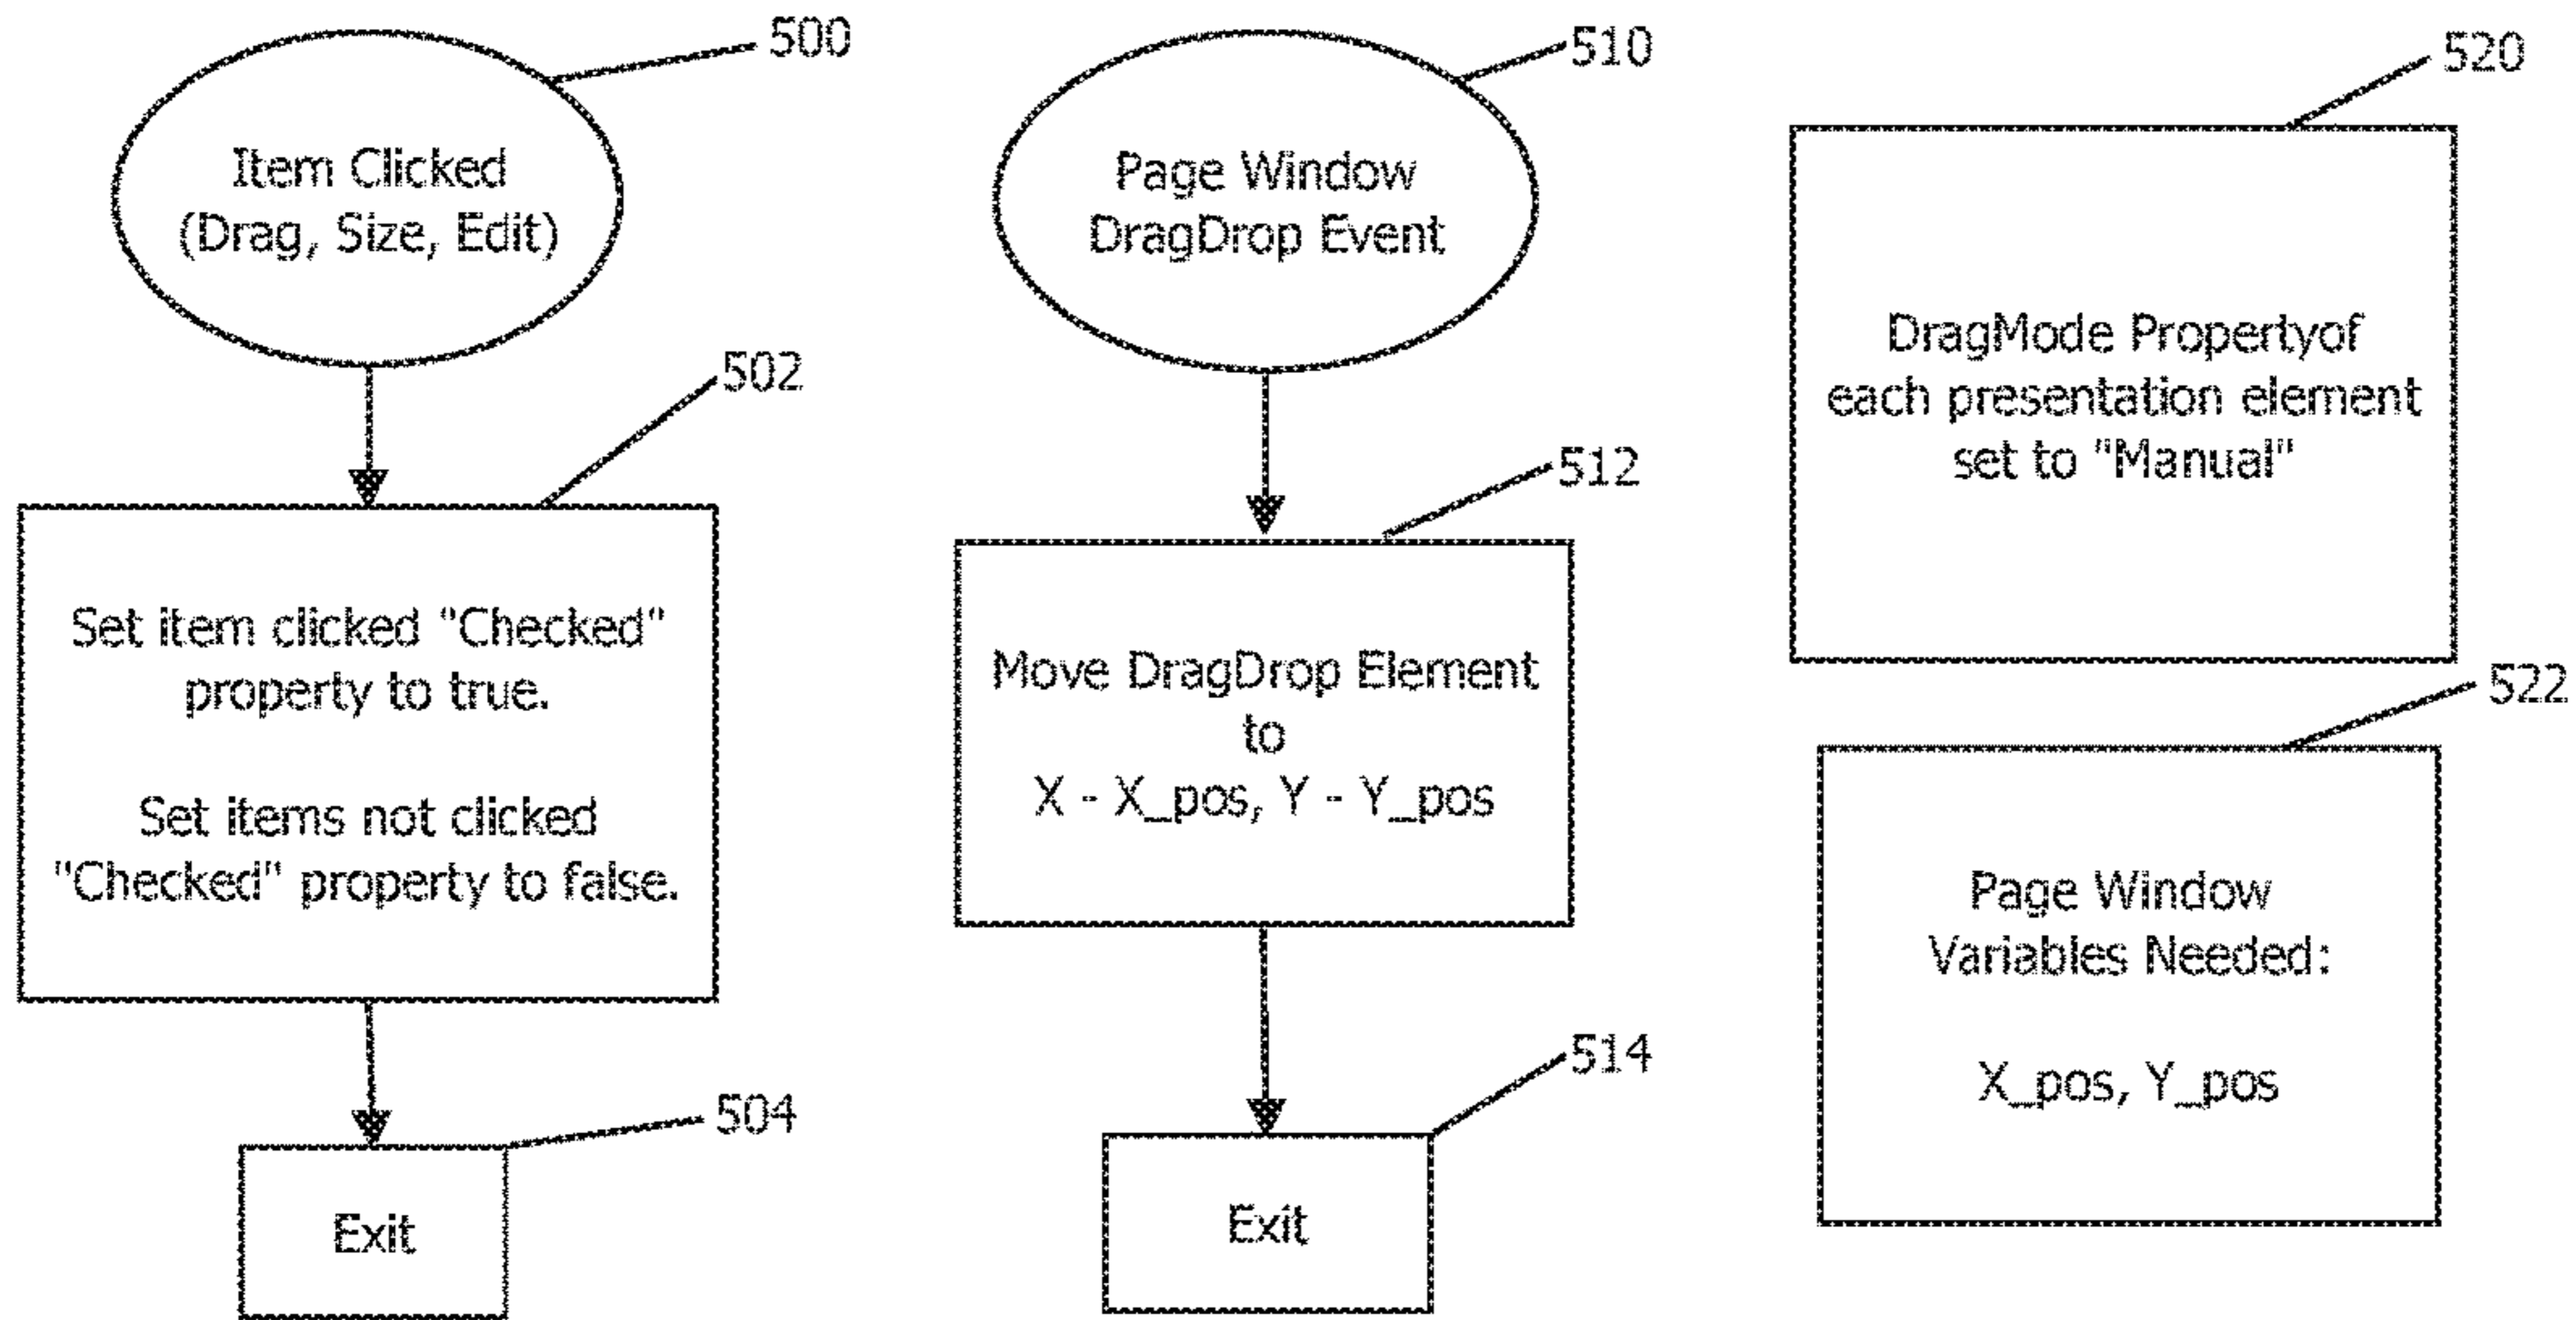 500
Item Clicked
(Drag, Size, Edit)
502
Set item clicked "Checked"
property to true.
Set items not clicked
"Checked" property to false.
504
Exit
510
Page Window
DragDrop Event
512
Move DragDrop Element
to
X - X_pos, Y - Y_pos
514
Exit
520
DragMode Propertyof
each presentation element
set to "Manual"
522
Page Window
Variables Needed:
X_pos, Y_pos